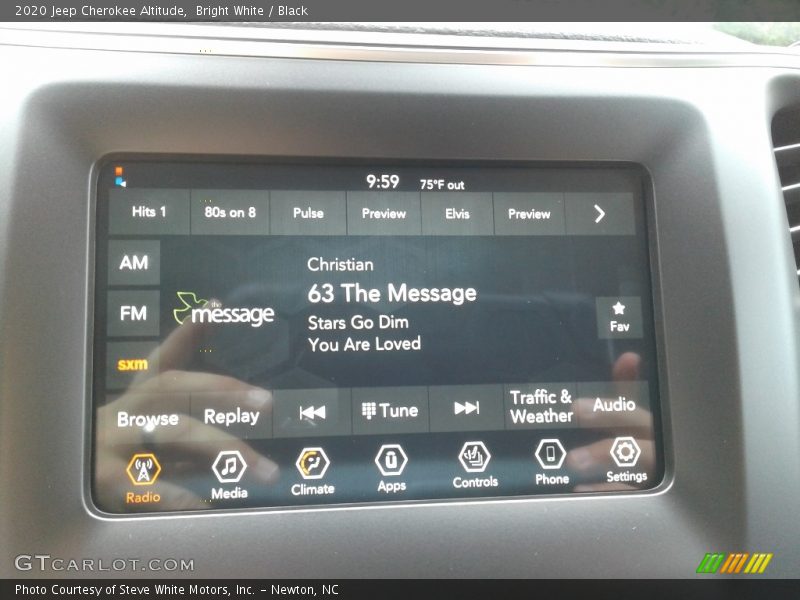 2020 Jeep Cherokee Altitude,  Bright White / Black
9:59 75°F out
Hits 1 80s on 8 Pulse Preview Elvis Preview
AM
FM
sxm
the
message
Christian
63 The Message
Stars Go Dim
You Are Loved
Fav
Browse Replay Tune Traffic & Weather Audio
Radio Media Climate Apps Controls Phone Settings
GTCARLOT.COM
Photo Courtesy of Steve White Motors, Inc. – Newton, NC